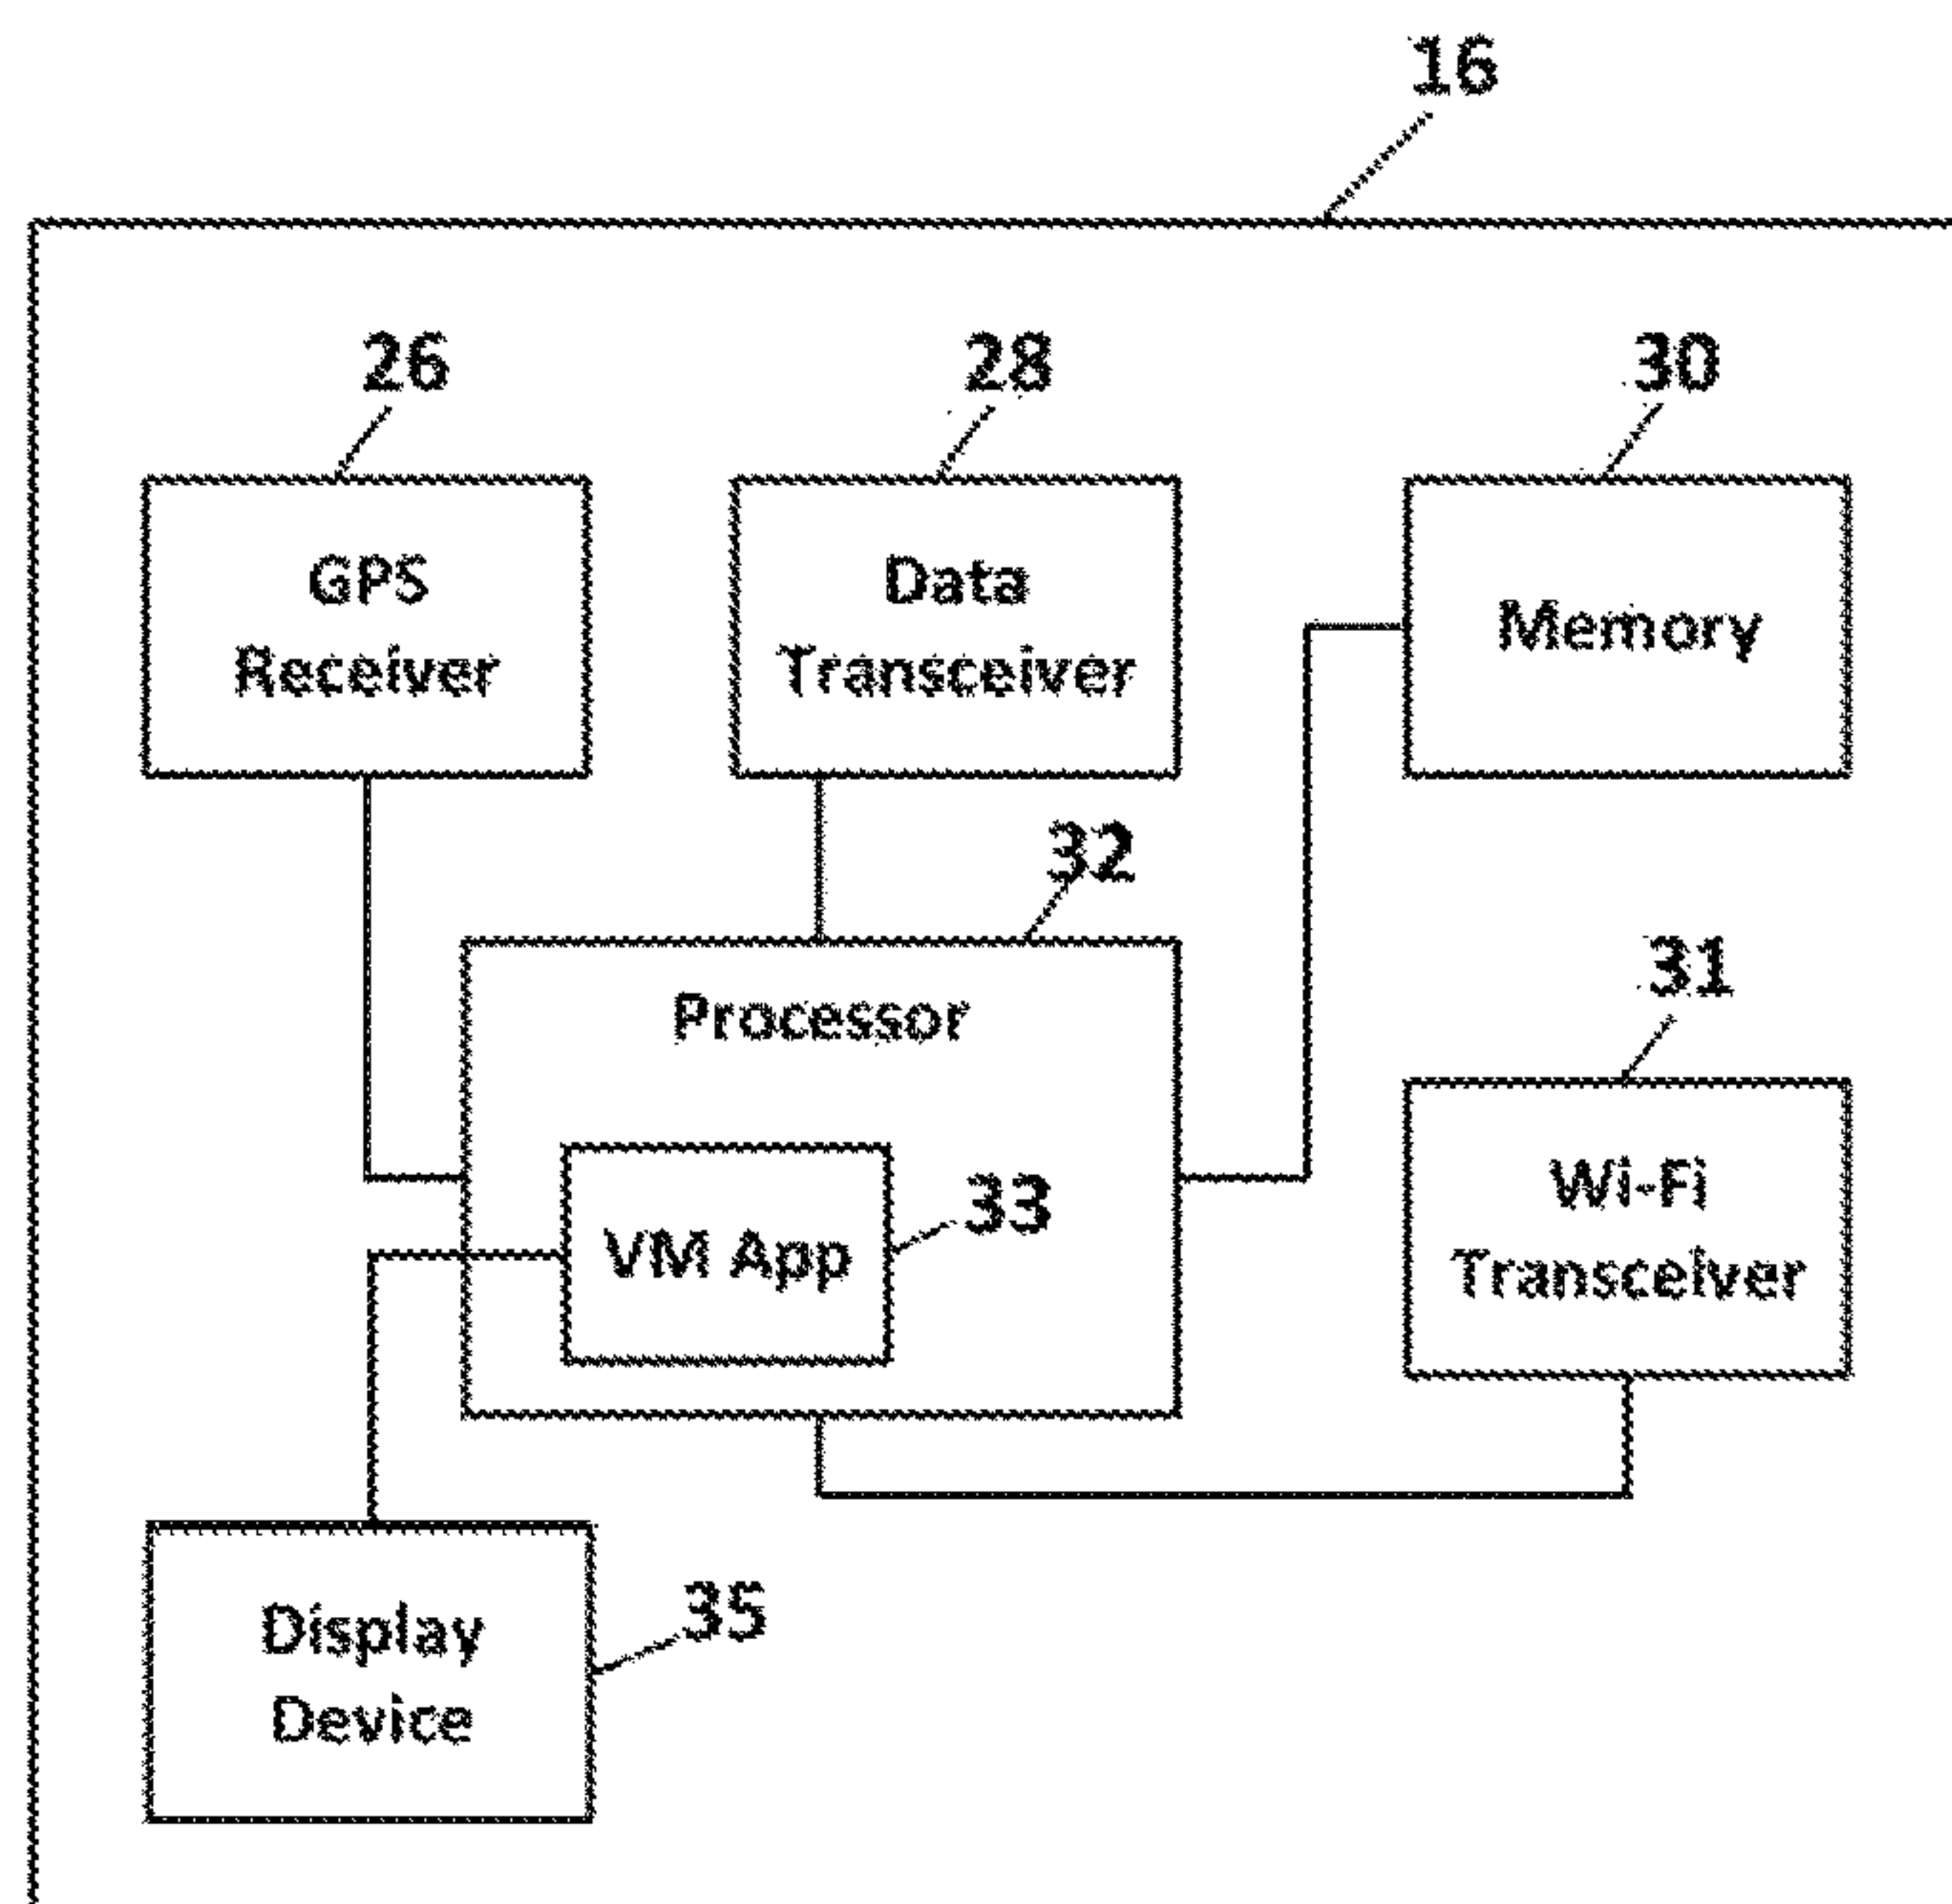 16
26
28
30
GPS
Receiver
Data
Transceiver
Memory
32
Processor
31
VM App
33
Wi-Fi
Transceiver
Display
Device
35